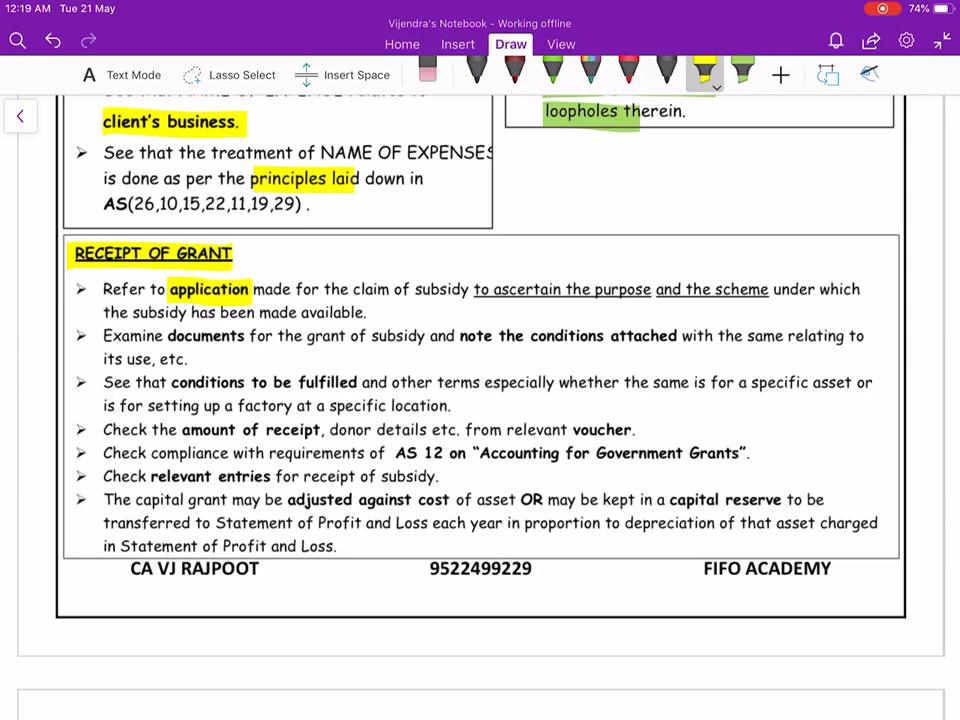 12:19 AM Tue 21 May
74%
Vijendra's Notebook - Working offline
Home Insert Draw View
Text Mode Lasso Select Insert Space
client's business.
loopholes therein.
➢ See that the treatment of NAME OF EXPENSES
is done as per the principles laid down in
AS(26,10,15,22,11,19,29) .
RECEIPT OF GRANT
➢ Refer to application made for the claim of subsidy to ascertain the purpose and the scheme under which
the subsidy has been made available.
➢ Examine documents for the grant of subsidy and note the conditions attached with the same relating to
its use, etc.
➢ See that conditions to be fulfilled and other terms especially whether the same is for a specific asset or
is for setting up a factory at a specific location.
➢ Check the amount of receipt, donor details etc. from relevant voucher.
➢ Check compliance with requirements of AS 12 on “Accounting for Government Grants”.
➢ Check relevant entries for receipt of subsidy.
➢ The capital grant may be adjusted against cost of asset OR may be kept in a capital reserve to be
transferred to Statement of Profit and Loss each year in proportion to depreciation of that asset charged
in Statement of Profit and Loss.
CA VJ RAJPOOT 9522499229 FIFO ACADEMY